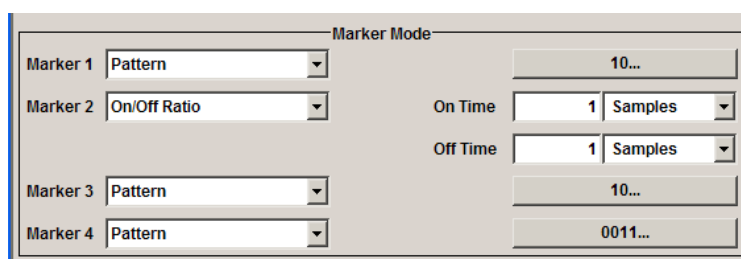 Marker Mode
Marker 1 Pattern 10...
Marker 2 On/Off Ratio On Time 1 Samples
Off Time 1 Samples
Marker 3 Pattern 10...
Marker 4 Pattern 0011...